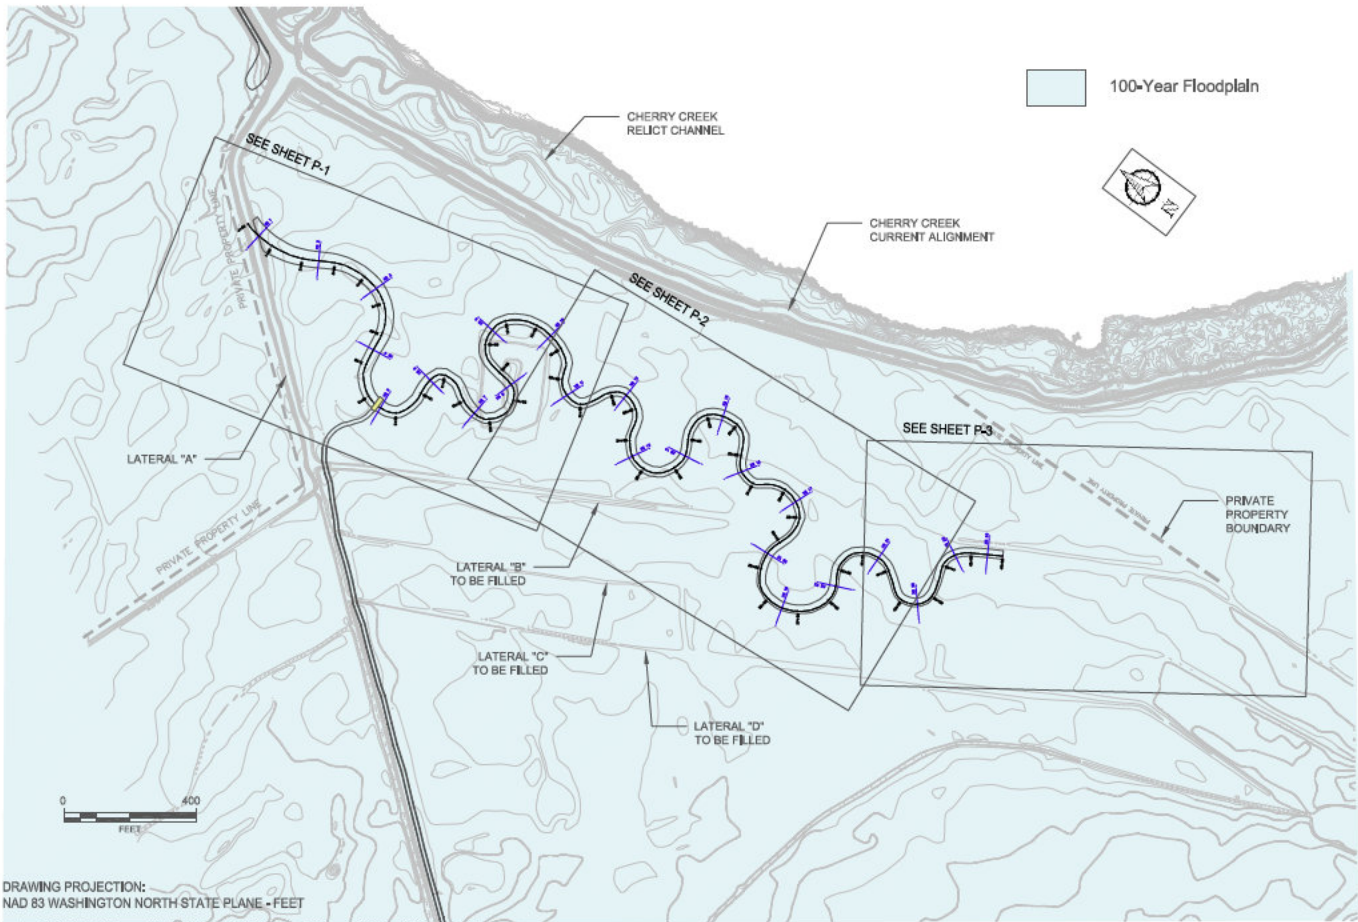 100-Year Floodplain
CHERRY CREEK
RELICT CHANNEL
SEE SHEET P-1
PRIVATE PROPERTY LINE
CHERRY CREEK
CURRENT ALIGNMENT
SEE SHEET P-2
SEE SHEET P-3
PRIVATE PROPERTY LINE
LATERAL "A"
PRIVATE PROPERTY LINE
PRIVATE
PROPERTY
BOUNDARY
LATERAL "B"
TO BE FILLED
LATERAL "C"
TO BE FILLED
LATERAL "D"
TO BE FILLED
0 400
FEET
DRAWING PROJECTION:
NAD 83 WASHINGTON NORTH STATE PLANE - FEET